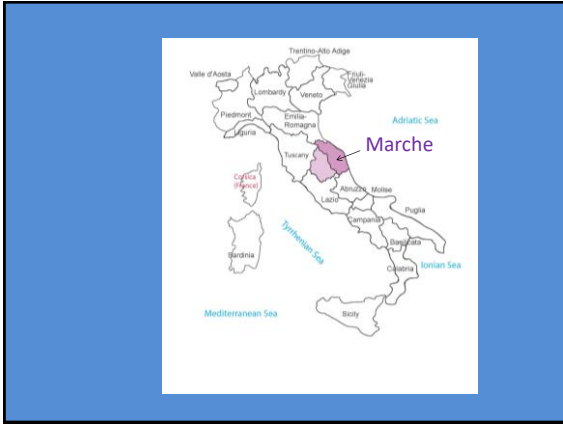 Trentino-Alto Adige
Valle d'Aosta
Friuli-
Venezia
Giulia
Lombardy
Veneto
Piedmont
Emilia-
Romagna
Liguria
Adriatic Sea
Marche
Tuscany
Corsica
(France)
Abruzzo
Molise
Lazio
Puglia
Campania
Tyrrhenian Sea
Basilicata
Sardinia
Calabria
Ionian Sea
Mediterranean Sea
Sicily